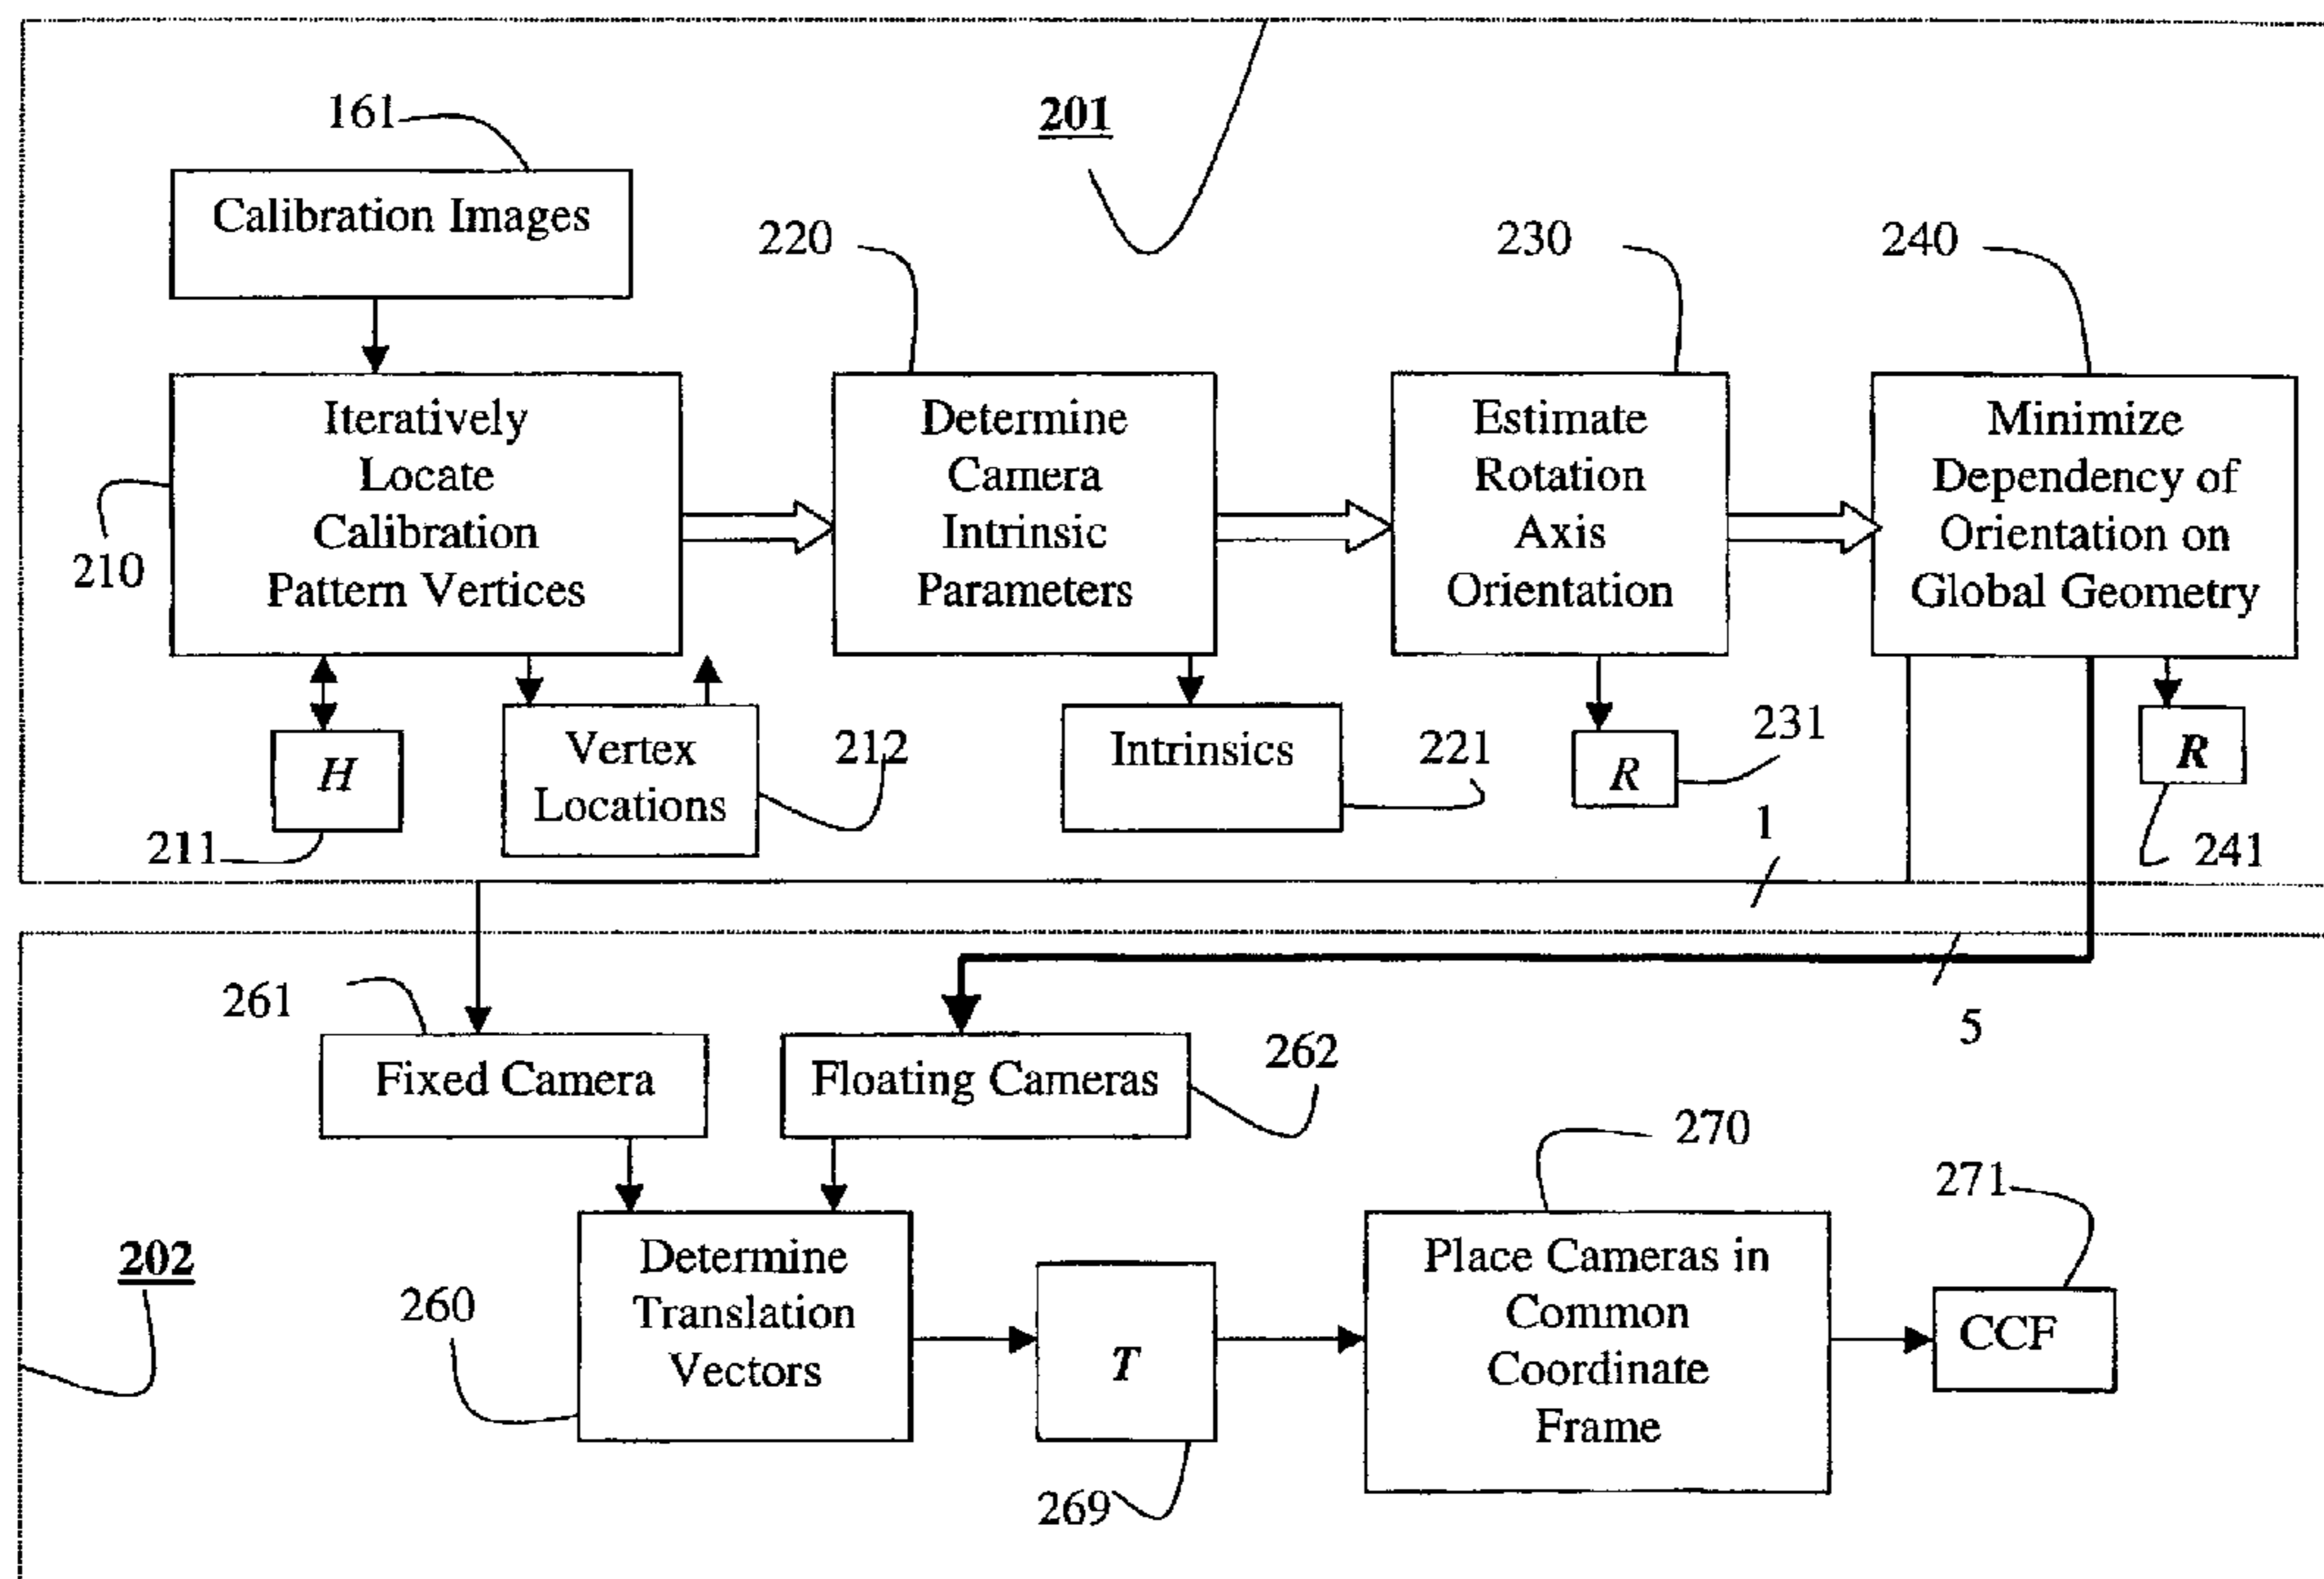 161
201
Calibration Images
220
230
240
Iteratively
Locate
Calibration
Pattern Vertices
Determine
Camera
Intrinsic
Parameters
Estimate
Rotation
Axis
Orientation
Minimize
Dependency of
Orientation on
Global Geometry
210
H
211
Vertex
Locations
212
Intrinsics
221
R
231
R
241
1
5
261
Fixed Camera
Floating Cameras
262
202
260
Determine
Translation
Vectors
T
269
270
Place Cameras in
Common
Coordinate
Frame
271
CCF